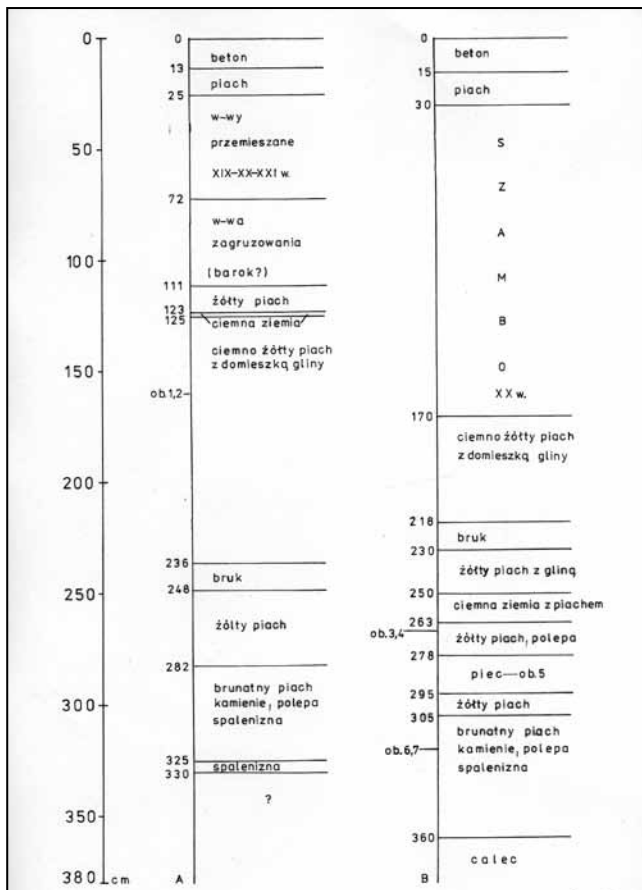 0
50
100
150
200
250
300
350
380 cm
0
beton
13
piach
25
w-wy
przemieszane
XIX-XX-XXI w.
72
w-wa
zagruzowania
(barok?)
111
żółty piach
123
125
ciemna ziemia
ciemno żółty piach
z domieszką gliny
ob.1,2
236
bruk
248
żółty piach
282
brunatny piach
kamienie, polepa
spalenizna
325
spalenizna
330
?
A
0
beton
15
piach
30
S
Z
A
M
B
O
XX w.
170
ciemno żółty piach
z domieszką gliny
218
bruk
230
żółty piach z gliną
250
ciemna ziemia z piachem
263
ob.3,4
żółty piach, polepa
278
piec—ob.5
295
żółty piach
305
brunatny piach
ob.6,7
kamienie, polepa
spalenizna
360
calec
B